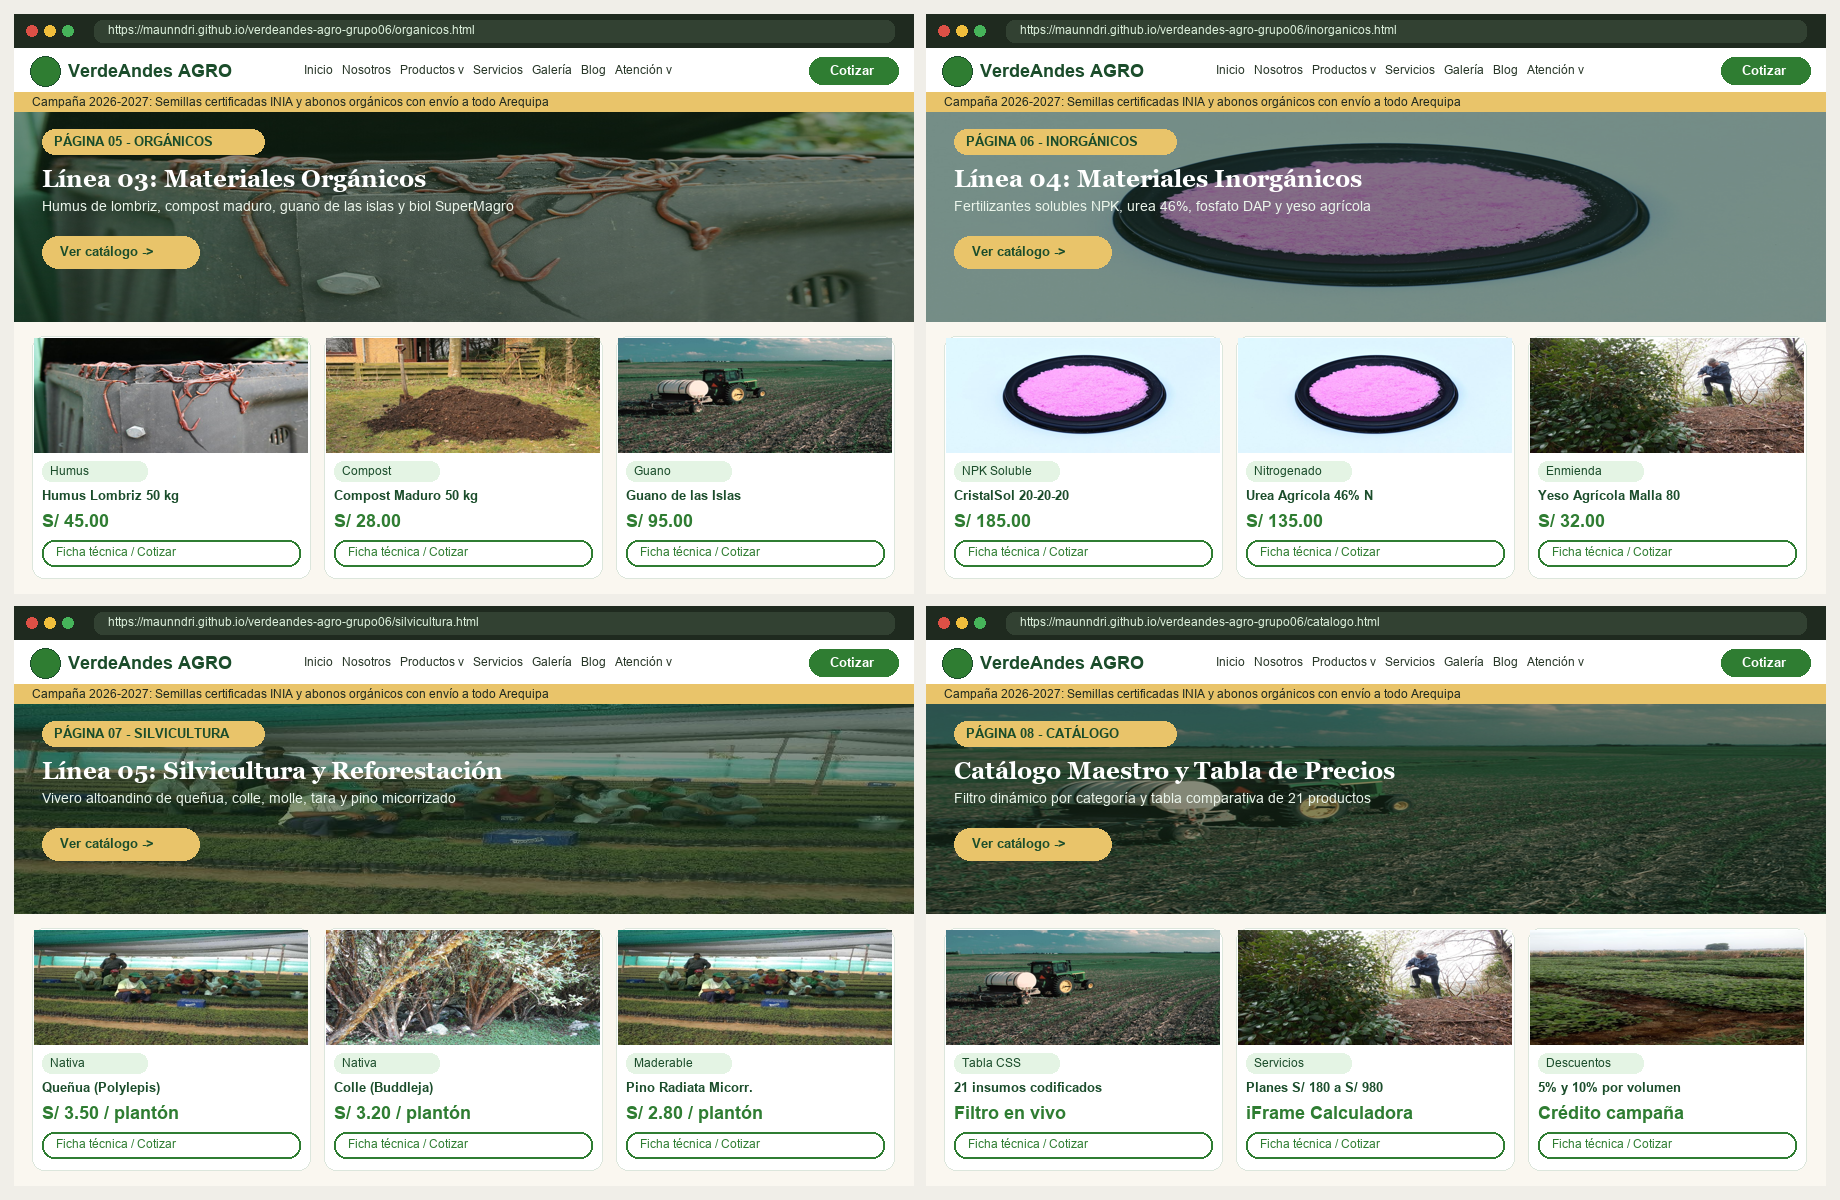 https://maunndri.github.io/verdeandes-agro-grupo06/organicos.html
VerdeAndes AGRO Inicio Nosotros Productos v Servicios Galería Blog Atención v Cotizar
Campaña 2026-2027: Semillas certificadas INIA y abonos orgánicos con envío a todo Arequipa
PÁGINA 05 - ORGÁNICOS
Línea 03: Materiales Orgánicos
Humus de lombriz, compost maduro, guano de las islas y biol SuperMagro
Ver catálogo ->
Humus
Humus Lombriz 50 kg
S/ 45.00
Ficha técnica / Cotizar
Compost
Compost Maduro 50 kg
S/ 28.00
Ficha técnica / Cotizar
Guano
Guano de las Islas
S/ 95.00
Ficha técnica / Cotizar
https://maunndri.github.io/verdeandes-agro-grupo06/inorganicos.html
VerdeAndes AGRO Inicio Nosotros Productos v Servicios Galería Blog Atención v Cotizar
Campaña 2026-2027: Semillas certificadas INIA y abonos orgánicos con envío a todo Arequipa
PÁGINA 06 - INORGÁNICOS
Línea 04: Materiales Inorgánicos
Fertilizantes solubles NPK, urea 46%, fosfato DAP y yeso agrícola
Ver catálogo ->
NPK Soluble
CristalSol 20-20-20
S/ 185.00
Ficha técnica / Cotizar
Nitrogenado
Urea Agrícola 46% N
S/ 135.00
Ficha técnica / Cotizar
Enmienda
Yeso Agrícola Malla 80
S/ 32.00
Ficha técnica / Cotizar
https://maunndri.github.io/verdeandes-agro-grupo06/silvicultura.html
VerdeAndes AGRO Inicio Nosotros Productos v Servicios Galería Blog Atención v Cotizar
Campaña 2026-2027: Semillas certificadas INIA y abonos orgánicos con envío a todo Arequipa
PÁGINA 07 - SILVICULTURA
Línea 05: Silvicultura y Reforestación
Vivero altoandino de queñua, colle, molle, tara y pino micorrizado
Ver catálogo ->
Nativa
Queñua (Polylepis)
S/ 3.50 / plantón
Ficha técnica / Cotizar
Nativa
Colle (Buddleja)
S/ 3.20 / plantón
Ficha técnica / Cotizar
Maderable
Pino Radiata Micorr.
S/ 2.80 / plantón
Ficha técnica / Cotizar
https://maunndri.github.io/verdeandes-agro-grupo06/catalogo.html
VerdeAndes AGRO Inicio Nosotros Productos v Servicios Galería Blog Atención v Cotizar
Campaña 2026-2027: Semillas certificadas INIA y abonos orgánicos con envío a todo Arequipa
PÁGINA 08 - CATÁLOGO
Catálogo Maestro y Tabla de Precios
Filtro dinámico por categoría y tabla comparativa de 21 productos
Ver catálogo ->
Tabla CSS
21 insumos codificados
Filtro en vivo
Ficha técnica / Cotizar
Servicios
Planes S/ 180 a S/ 980
iFrame Calculadora
Ficha técnica / Cotizar
Descuentos
5% y 10% por volumen
Crédito campaña
Ficha técnica / Cotizar